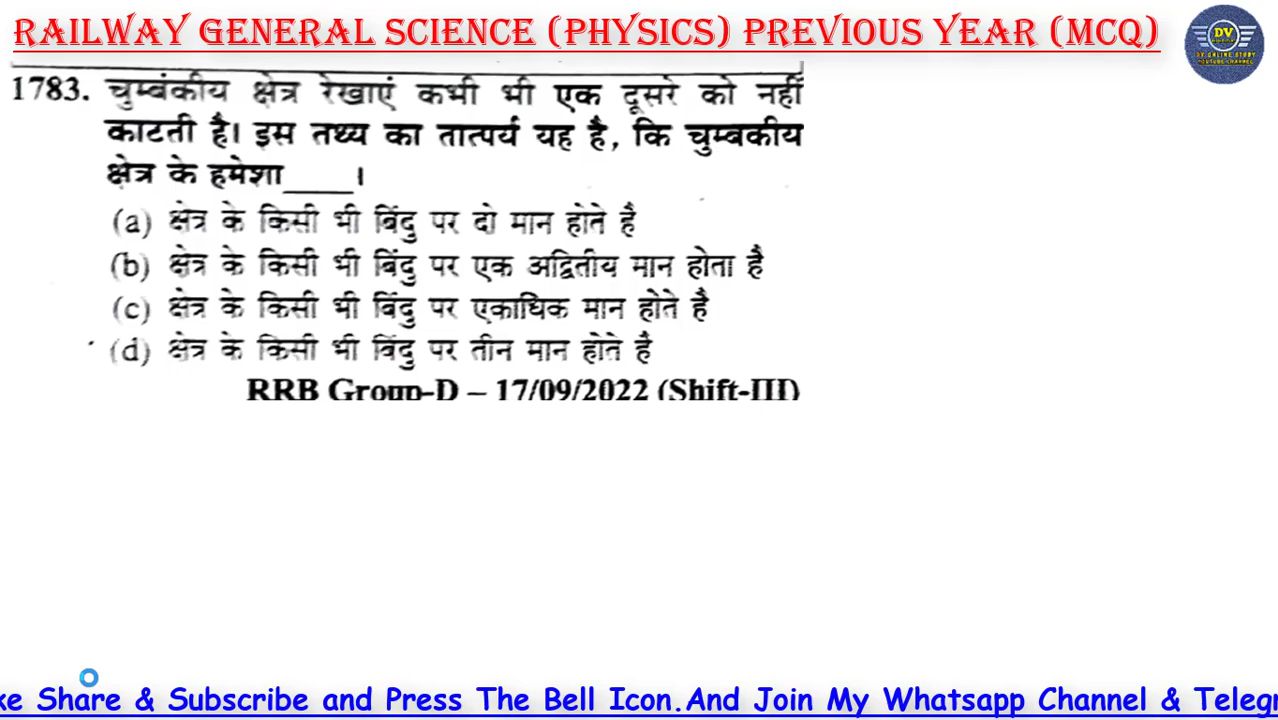 RAILWAY GENERAL SCIENCE (PHYSICS) PREVIOUS YEAR (MCQ)
DV
1783. चुम्बंकीय क्षेत्र रेखाएं कभी भी एक दूसरे को नहीं
काटती है। इस तथ्य का तात्पर्य यह है, कि चुम्बकीय
क्षेत्र के हमेशा____।
(a) क्षेत्र के किसी भी बिंदु पर दो मान होते है
(b) क्षेत्र के किसी भी बिंदु पर एक अद्वितीय मान होता है
(c) क्षेत्र के किसी भी बिंदु पर एकाधिक मान होते है
(d) क्षेत्र के किसी भी बिंदु पर तीन मान होते है
RRB Group-D – 17/09/2022 (Shift-III)
ke Share & Subscribe and Press The Bell Icon.And Join My Whatsapp Channel & Telegr